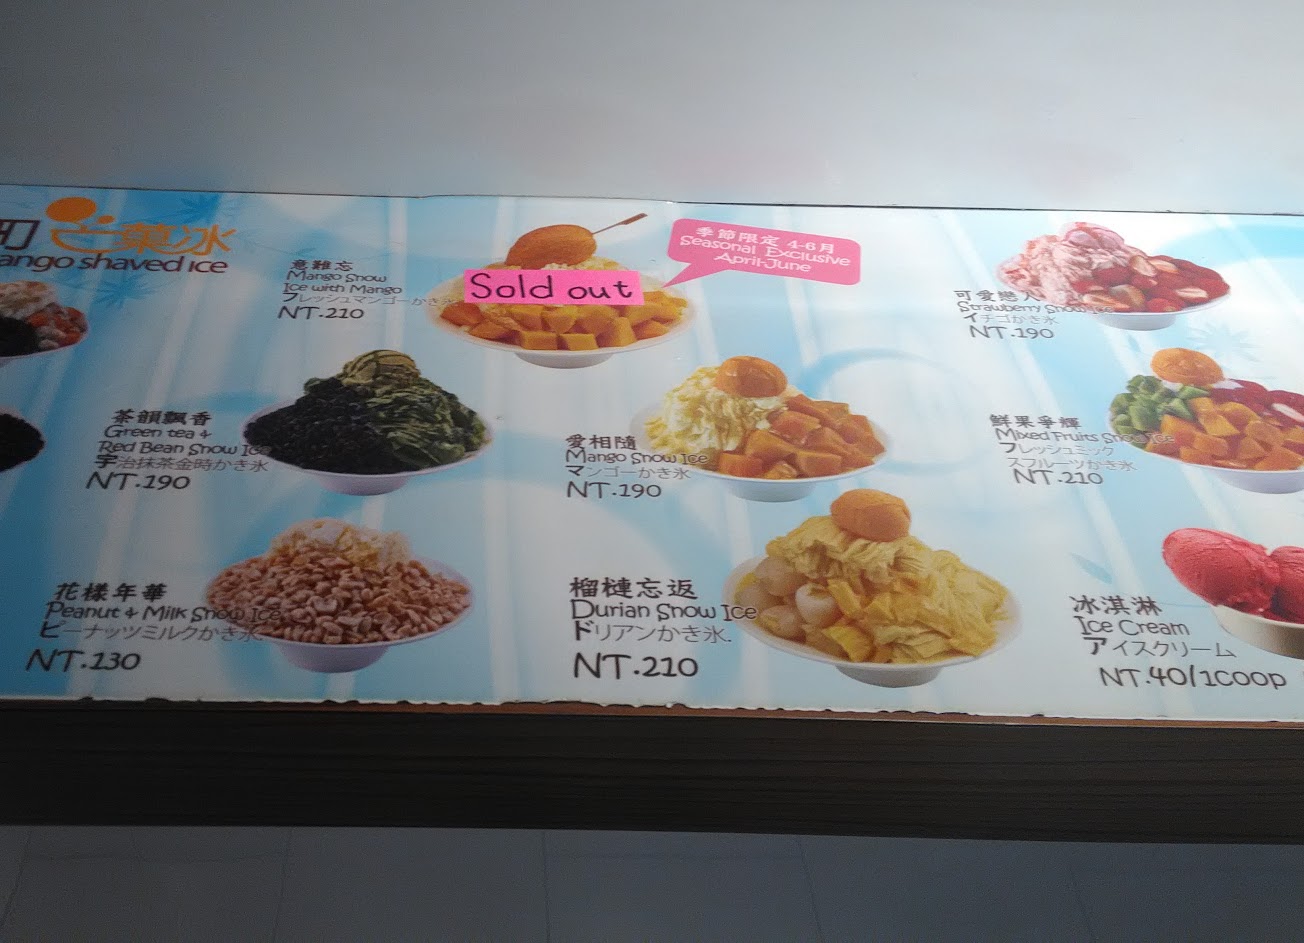 町芒菓冰
ango shaved ice
意難忘
Mango Snow
Ice with Mango
フレッシュマンゴーかき氷
NT.210
Sold out
季節限定 4-6月
Seasonal Exclusive
April-June
可愛戀人
Strawberry Snow Ice
イチゴかき氷
NT.190
茶韻飄香
Green tea +
Red Bean Snow Ice
宇治抹茶金時かき氷
NT.190
愛相隨
Mango Snow Ice
マンゴーかき氷
NT.190
鮮果爭輝
Mixed Fruits Snow Ice
フレッシュミック
スフルーツかき氷
NT.210
花樣年華
Peanut + Milk Snow Ice
ピーナッツミルクかき氷
NT.130
榴槤忘返
Durian Snow Ice
ドリアンかき氷.
NT.210
冰淇淋
Ice Cream
アイスクリーム
NT.40/1coop